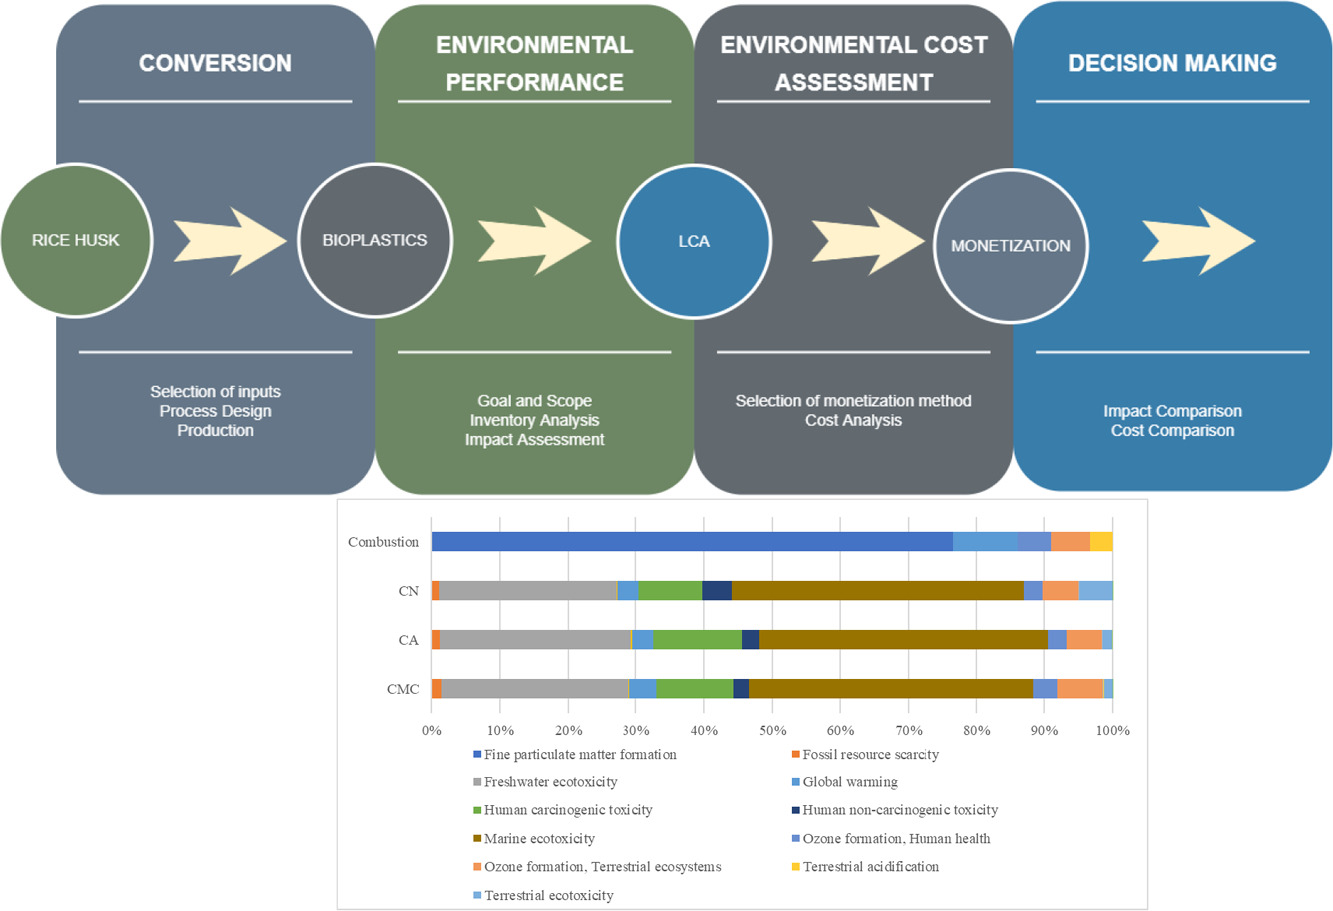 CONVERSION
ENVIRONMENTAL
PERFORMANCE
ENVIRONMENTAL COST
ASSESSMENT
DECISION MAKING
RICE HUSK
BIOPLASTICS
LCA
MONETIZATION
Selection of inputs
Process Design
Production
Goal and Scope
Inventory Analysis
Impact Assessment
Selection of monetization method
Cost Analysis
Impact Comparison
Cost Comparison
Combustion
CN
CA
CMC
0% 10% 20% 30% 40% 50% 60% 70% 80% 90% 100%
Fine particulate matter formation
Fossil resource scarcity
Freshwater ecotoxicity
Global warming
Human carcinogenic toxicity
Human non-carcinogenic toxicity
Marine ecotoxicity
Ozone formation, Human health
Ozone formation, Terrestrial ecosystems
Terrestrial acidification
Terrestrial ecotoxicity